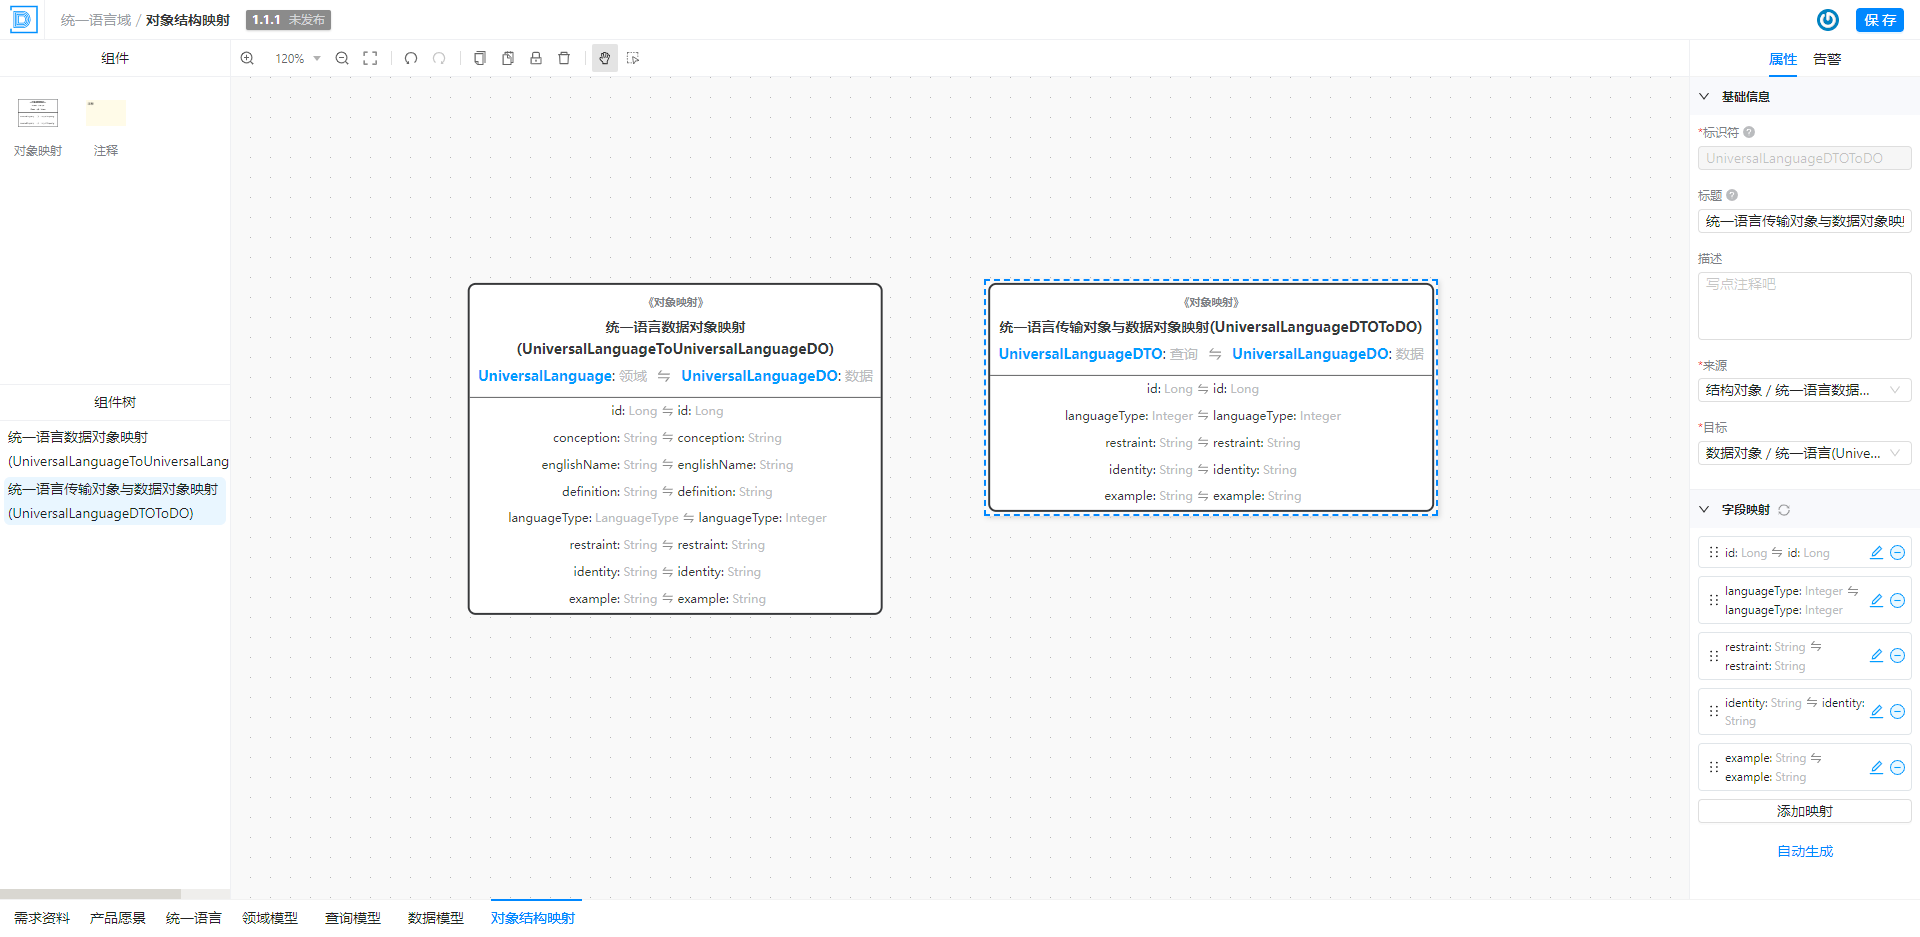 统一语言域 / 对象结构映射 1.1.1 未发布
保 存
组件
120%
属性 告警
对象映射 注释
组件树
统一语言数据对象映射
(UniversalLanguageToUniversalLang
统一语言传输对象与数据对象映射
(UniversalLanguageDTOToDO)
《对象映射》
统一语言数据对象映射
(UniversalLanguageToUniversalLanguageDO)
UniversalLanguage: 领域 ⇋ UniversalLanguageDO: 数据
id: Long ⇋ id: Long
conception: String ⇋ conception: String
englishName: String ⇋ englishName: String
definition: String ⇋ definition: String
languageType: LanguageType ⇋ languageType: Integer
restraint: String ⇋ restraint: String
identity: String ⇋ identity: String
example: String ⇋ example: String
《对象映射》
统一语言传输对象与数据对象映射(UniversalLanguageDTOToDO)
UniversalLanguageDTO: 查询 ⇋ UniversalLanguageDO: 数据
id: Long ⇋ id: Long
languageType: Integer ⇋ languageType: Integer
restraint: String ⇋ restraint: String
identity: String ⇋ identity: String
example: String ⇋ example: String
基础信息
*标识符
UniversalLanguageDTOToDO
标题
统一语言传输对象与数据对象映
描述
写点注释吧
*来源
结构对象 / 统一语言数据...
*目标
数据对象 / 统一语言(Unive...
字段映射
id: Long ⇋ id: Long
languageType: Integer ⇋
languageType: Integer
restraint: String ⇋
restraint: String
identity: String ⇋ identity:
String
example: String ⇋
example: String
添加映射
自动生成
需求资料 产品愿景 统一语言 领域模型 查询模型 数据模型 对象结构映射